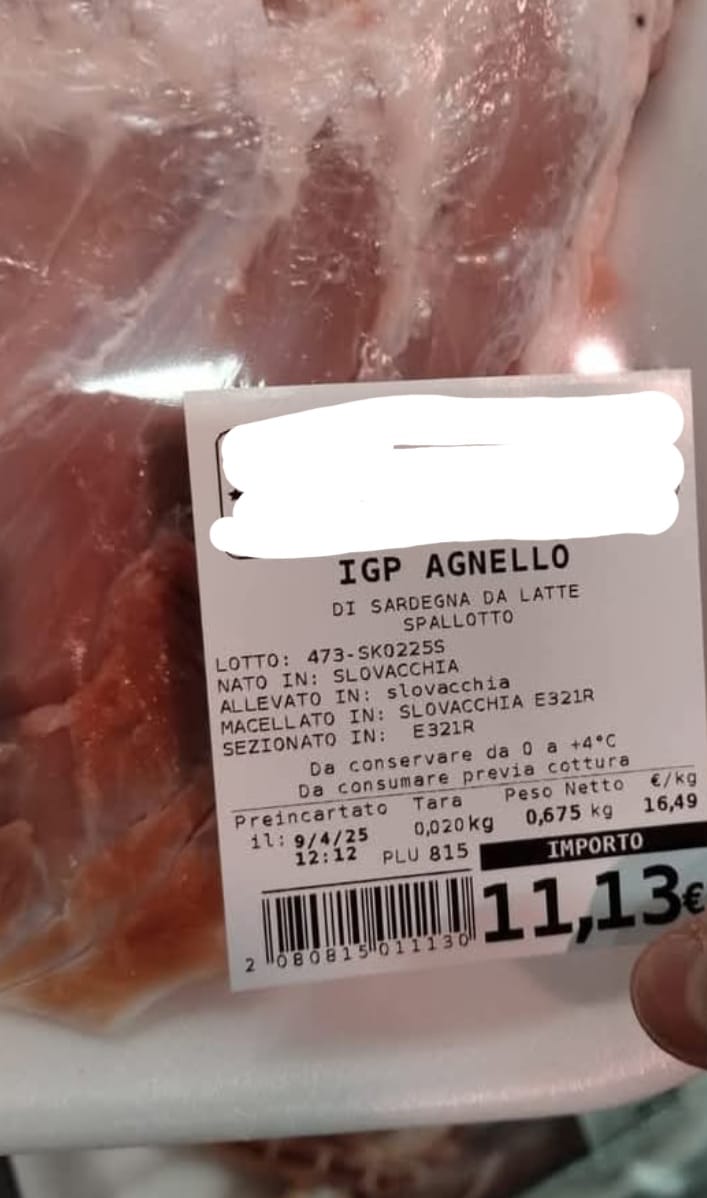 IGP AGNELLO
DI SARDEGNA DA LATTE
SPALLOTTO
LOTTO: 473-SK0225S
NATO IN: SLOVACCHIA
ALLEVATO IN: slovacchia
MACELLATO IN: SLOVACCHIA E321R
SEZIONATO IN: E321R
Da conservare da 0 a +4°C
Da consumare previa cottura
Preincartato Tara Peso Netto €/kg
il: 9/4/25 0,020kg 0,675 kg 16,49
12:12 PLU 815 IMPORTO
11,13€
2 080815 011130